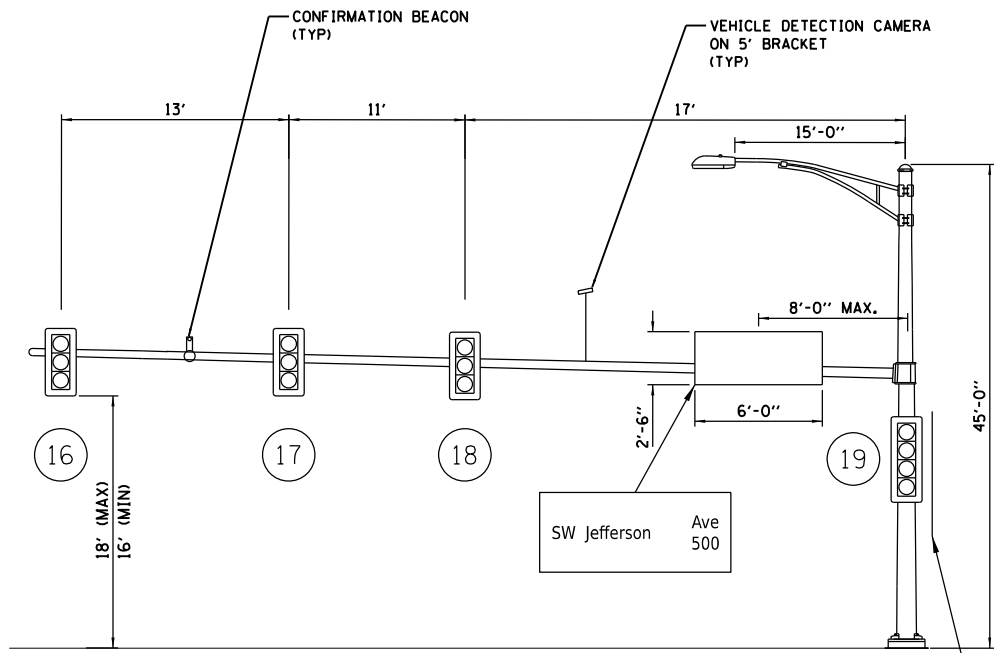 CONFIRMATION BEACON
(TYP)
VEHICLE DETECTION CAMERA
ON 5' BRACKET
(TYP)
13'
11'
17'
15'-0"
8'-0" MAX.
2'-6"
6'-0"
45'-0"
16
17
18
19
18' (MAX)
16' (MIN)
SW Jefferson Ave
500